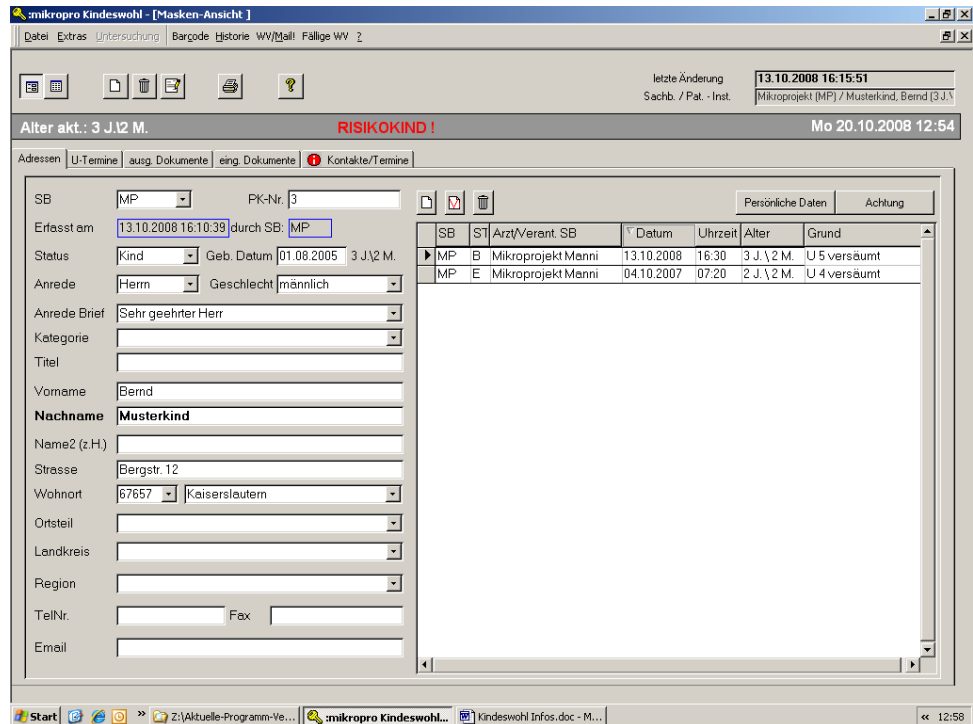 :mikropro Kindeswohl - [Masken-Ansicht ]
Datei Extras Untersuchung Barcode Historie WV/Mail! Fällige WV ?
letzte Änderung 13.10.2008 16:15:51
Sachb. / Pat. - Inst. Mikroprojekt (MP) / Musterkind, Bernd (3 J.\
Alter akt.: 3 J.\2 M. RISIKOKIND ! Mo 20.10.2008 12:54
Adressen U-Termine ausg. Dokumente eing. Dokumente Kontakte/Termine
SB MP PK-Nr. 3
Persönliche Daten Achtung
Erfasst am 13.10.2008 16:10:39 durch SB: MP
SB ST Arzt/Verant. SB Datum Uhrzeit Alter Grund
Status Kind Geb. Datum 01.08.2005 3 J.\2 M.
MP B Mikroprojekt Manni 13.10.2008 16:30 3 J. \ 2 M. U 5 versäumt
MP E Mikroprojekt Manni 04.10.2007 07:20 2 J. \ 2 M. U 4 versäumt
Anrede Herrn Geschlecht männlich
Anrede Brief Sehr geehrter Herr
Kategorie
Titel
Vorname Bernd
Nachname Musterkind
Name2 (z.H.)
Strasse Bergstr. 12
Wohnort 67657 Kaiserslautern
Ortsteil
Landkreis
Region
TelNr. Fax
Email
Start » Z:\Aktuelle-Programm-Ve... :mikropro Kindeswohl... Kindeswohl Infos.doc - M... « 12:58